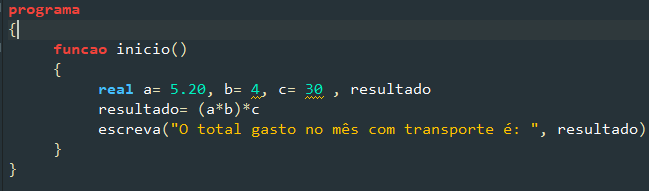 programa
{
funcao inicio()
{
real a= 5.20, b= 4, c= 30 , resultado
resultado= (a*b)*c
escreva("O total gasto no mês com transporte é: ", resultado)
}
}